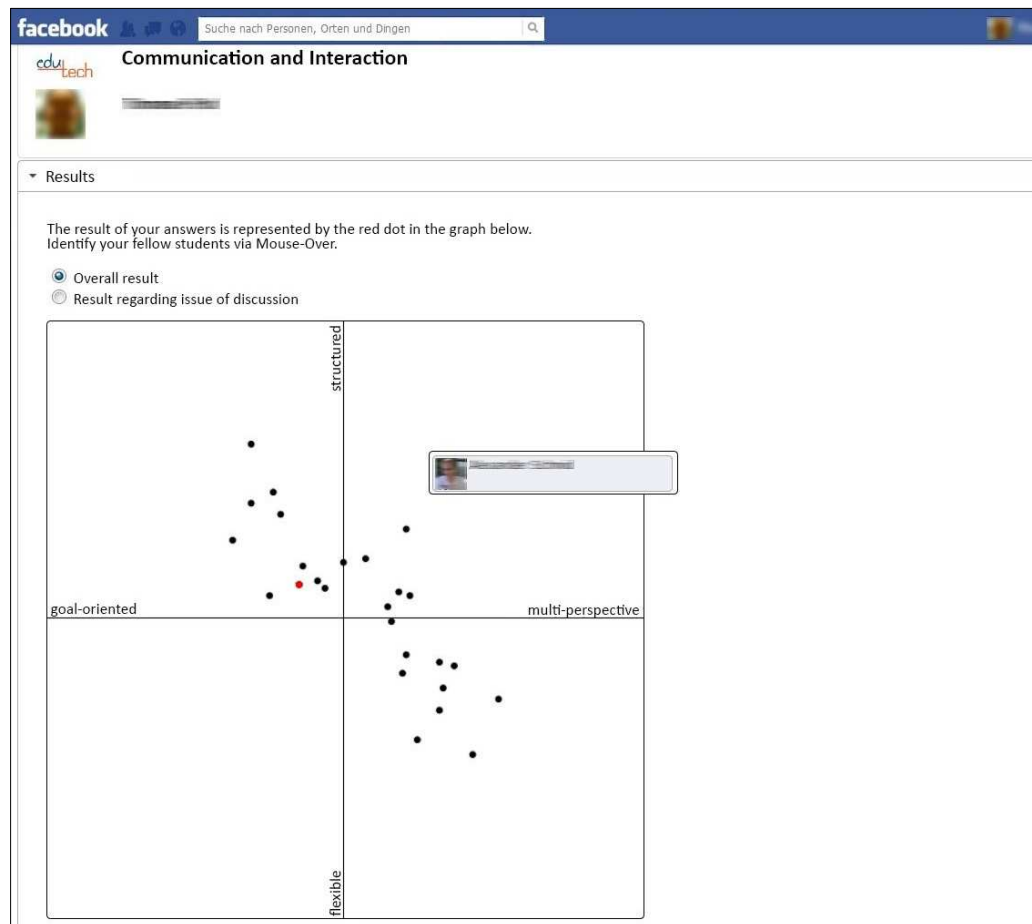 facebook
Suche nach Personen, Orten und Dingen
edutech
Communication and Interaction
Results
The result of your answers is represented by the red dot in the graph below.
Identify your fellow students via Mouse-Over.
Overall result
Result regarding issue of discussion
structured
goal-oriented
multi-perspective
flexible